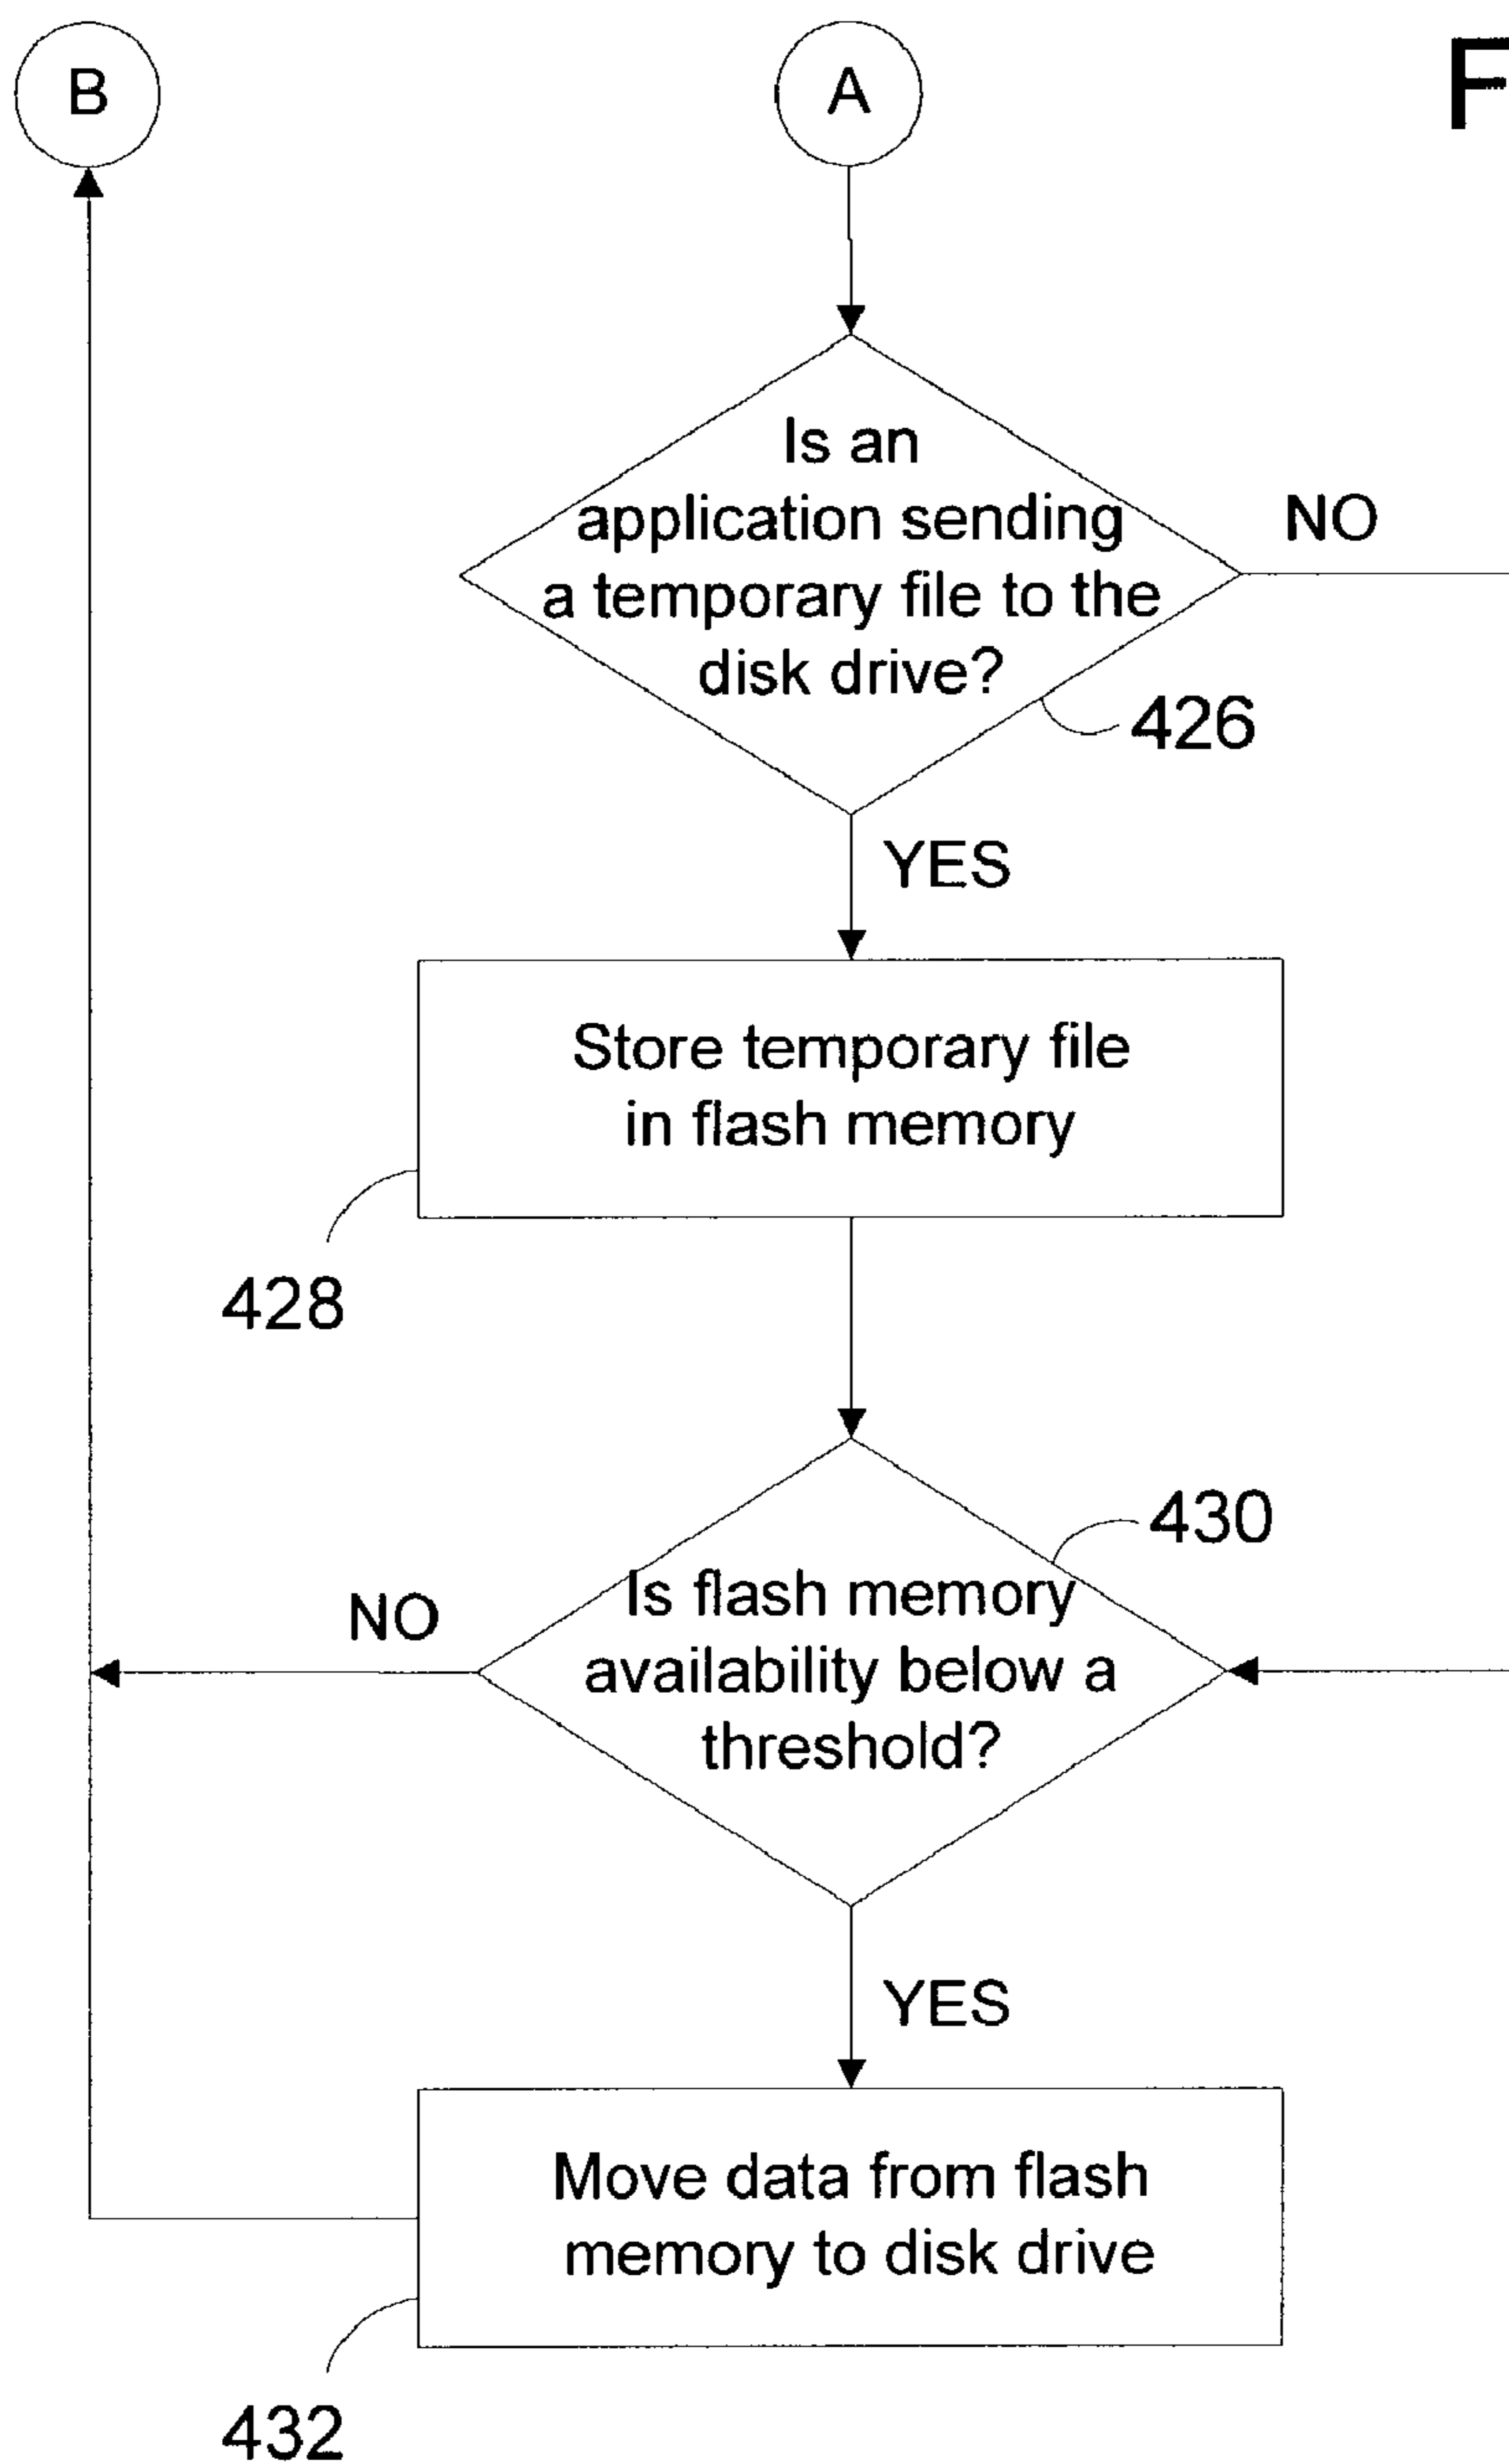 B
A
F
Is an
application sending
a temporary file to the
disk drive?
NO
426
YES
Store temporary file
in flash memory
428
430
Is flash memory
availability below a
threshold?
NO
YES
Move data from flash
memory to disk drive
432